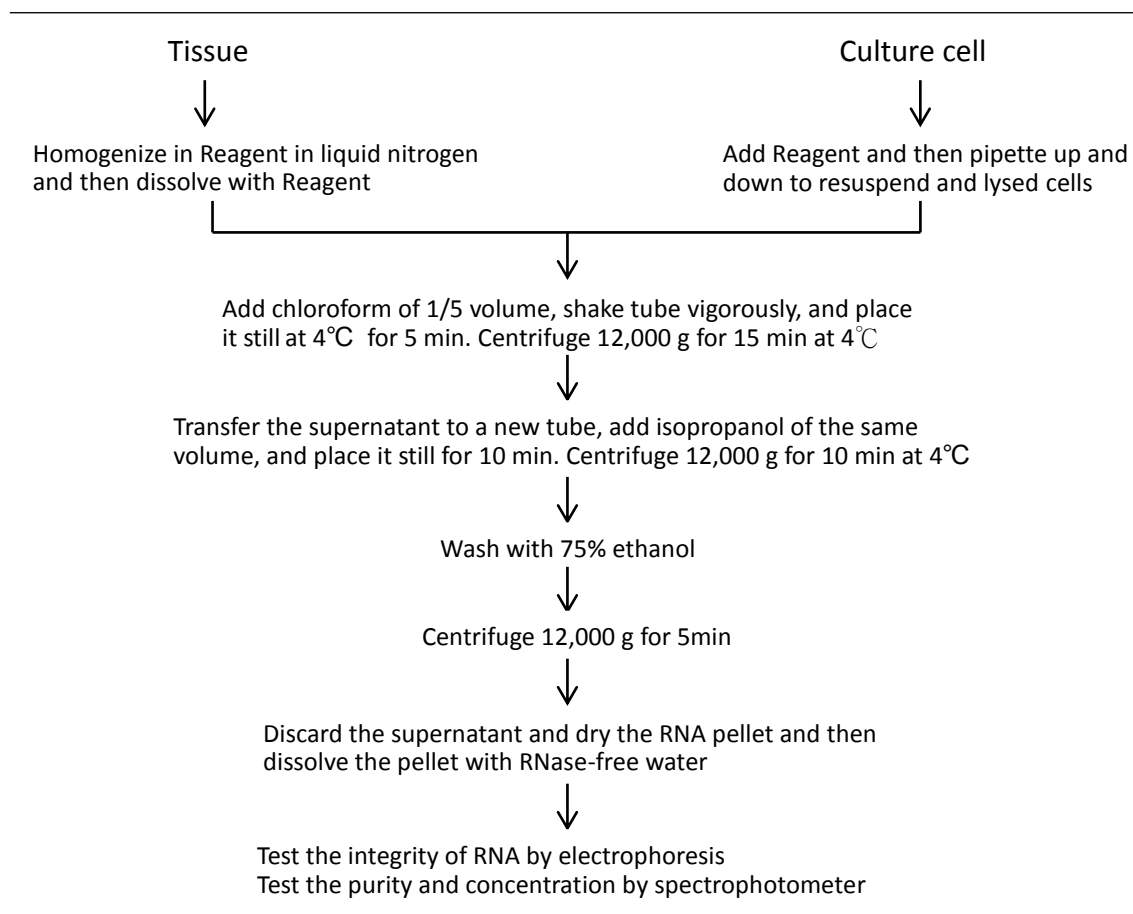 Tissue
Culture cell
Homogenize in Reagent in liquid nitrogen
and then dissolve with Reagent
Add Reagent and then pipette up and
down to resuspend and lysed cells
Add chloroform of 1/5 volume, shake tube vigorously, and place
it still at 4℃ for 5 min. Centrifuge 12,000 g for 15 min at 4℃
Transfer the supernatant to a new tube, add isopropanol of the same
volume, and place it still for 10 min. Centrifuge 12,000 g for 10 min at 4℃
Wash with 75% ethanol
Centrifuge 12,000 g for 5min
Discard the supernatant and dry the RNA pellet and then
dissolve the pellet with RNase-free water
Test the integrity of RNA by electrophoresis
Test the purity and concentration by spectrophotometer